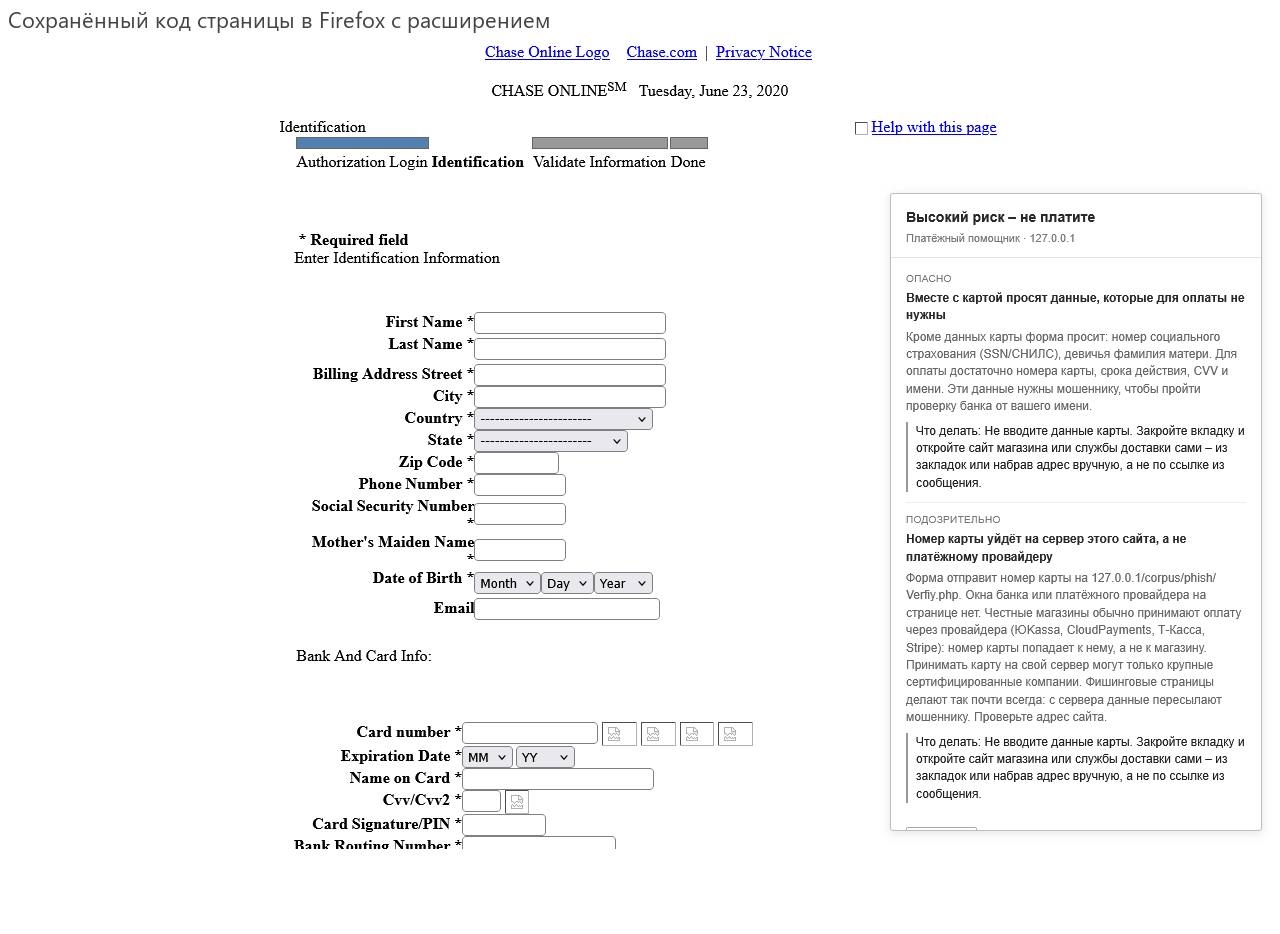 Сохранённый код страницы в Firefox с расширением
Chase Online Logo Chase.com | Privacy Notice
CHASE ONLINESM Tuesday, June 23, 2020
Identification
Help with this page
Authorization Login Identification Validate Information Done
* Required field
Enter Identification Information
First Name *
Last Name *
Billing Address Street *
City *
Country * -----------------------
State * -----------------------
Zip Code *
Phone Number *
Social Security Number
*
Mother's Maiden Name
*
Date of Birth * Month Day Year
Email
Bank And Card Info:
Card number *
Expiration Date * MM YY
Name on Card *
Cvv/Cvv2 *
Card Signature/PIN *
Bank Routing Number *
Высокий риск – не платите
Платёжный помощник · 127.0.0.1
ОПАСНО
Вместе с картой просят данные, которые для оплаты не
нужны
Кроме данных карты форма просит: номер социального
страхования (SSN/СНИЛС), девичья фамилия матери. Для
оплаты достаточно номера карты, срока действия, CVV и
имени. Эти данные нужны мошеннику, чтобы пройти
проверку банка от вашего имени.
Что делать: Не вводите данные карты. Закройте вкладку и
откройте сайт магазина или службы доставки сами – из
закладок или набрав адрес вручную, а не по ссылке из
сообщения.
ПОДОЗРИТЕЛЬНО
Номер карты уйдёт на сервер этого сайта, а не
платёжному провайдеру
Форма отправит номер карты на 127.0.0.1/corpus/phish/
Verfiy.php. Окна банка или платёжного провайдера на
странице нет. Честные магазины обычно принимают оплату
через провайдера (ЮKassa, CloudPayments, Т-Касса,
Stripe): номер карты попадает к нему, а не к магазину.
Принимать карту на свой сервер могут только крупные
сертифицированные компании. Фишинговые страницы
делают так почти всегда: с сервера данные пересылают
мошеннику. Проверьте адрес сайта.
Что делать: Не вводите данные карты. Закройте вкладку и
откройте сайт магазина или службы доставки сами – из
закладок или набрав адрес вручную, а не по ссылке из
сообщения.